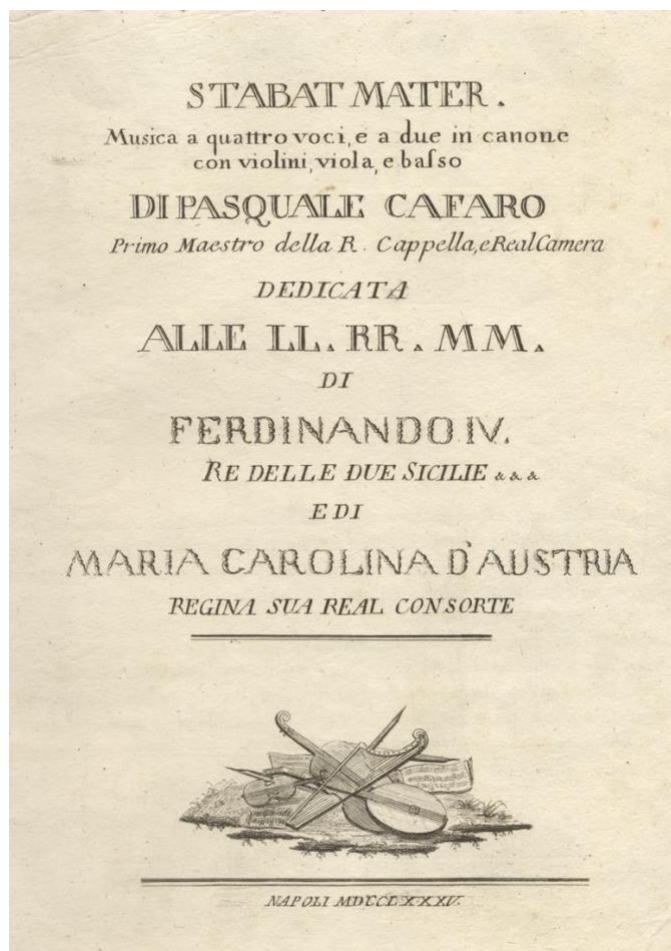 STABAT MATER.
Musica a quattro voci, e a due in canone
con violini, viola, e baſso
DI PASQUALE CAFARO
Primo Maestro della R. Cappella, e Real Camera
DEDICATA
ALLE LL. RR. MM.
DI
FERDINANDO IV.
RE DELLE DUE SICILIE & & &
E DI
MARIA CAROLINA D'AUSTRIA
REGINA SUA REAL CONSORTE
NAPOLI MDCCLXXXV.